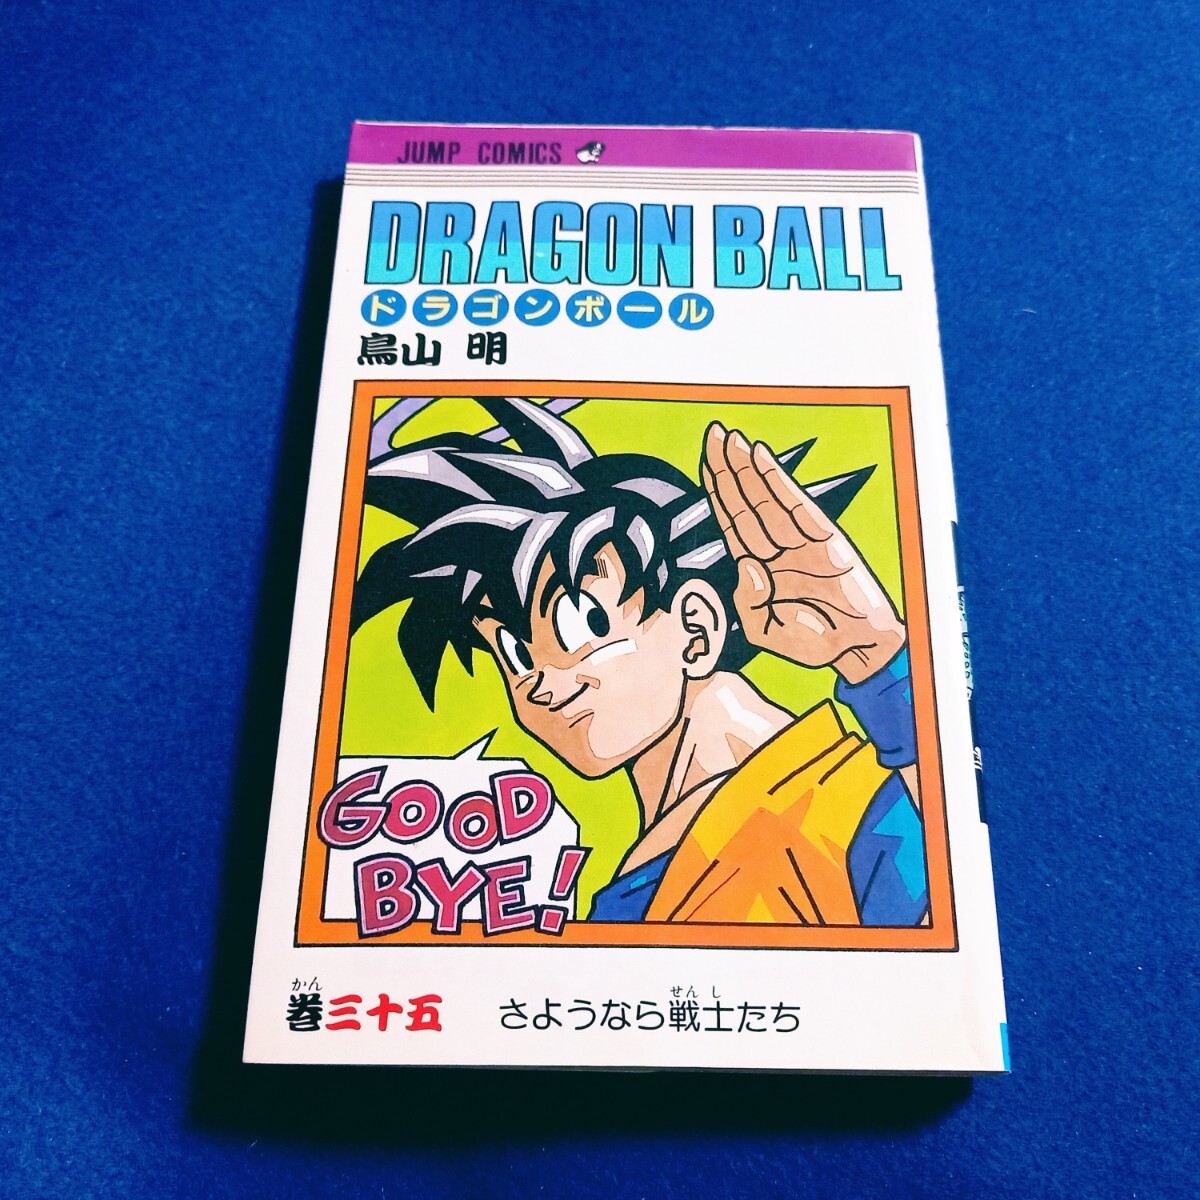 JUMP COMICS
DRAGON BALL
ドラゴンボール
鳥山 明
GOOD
BYE!
かん
巻三十五
せんし
さようなら戦士たち